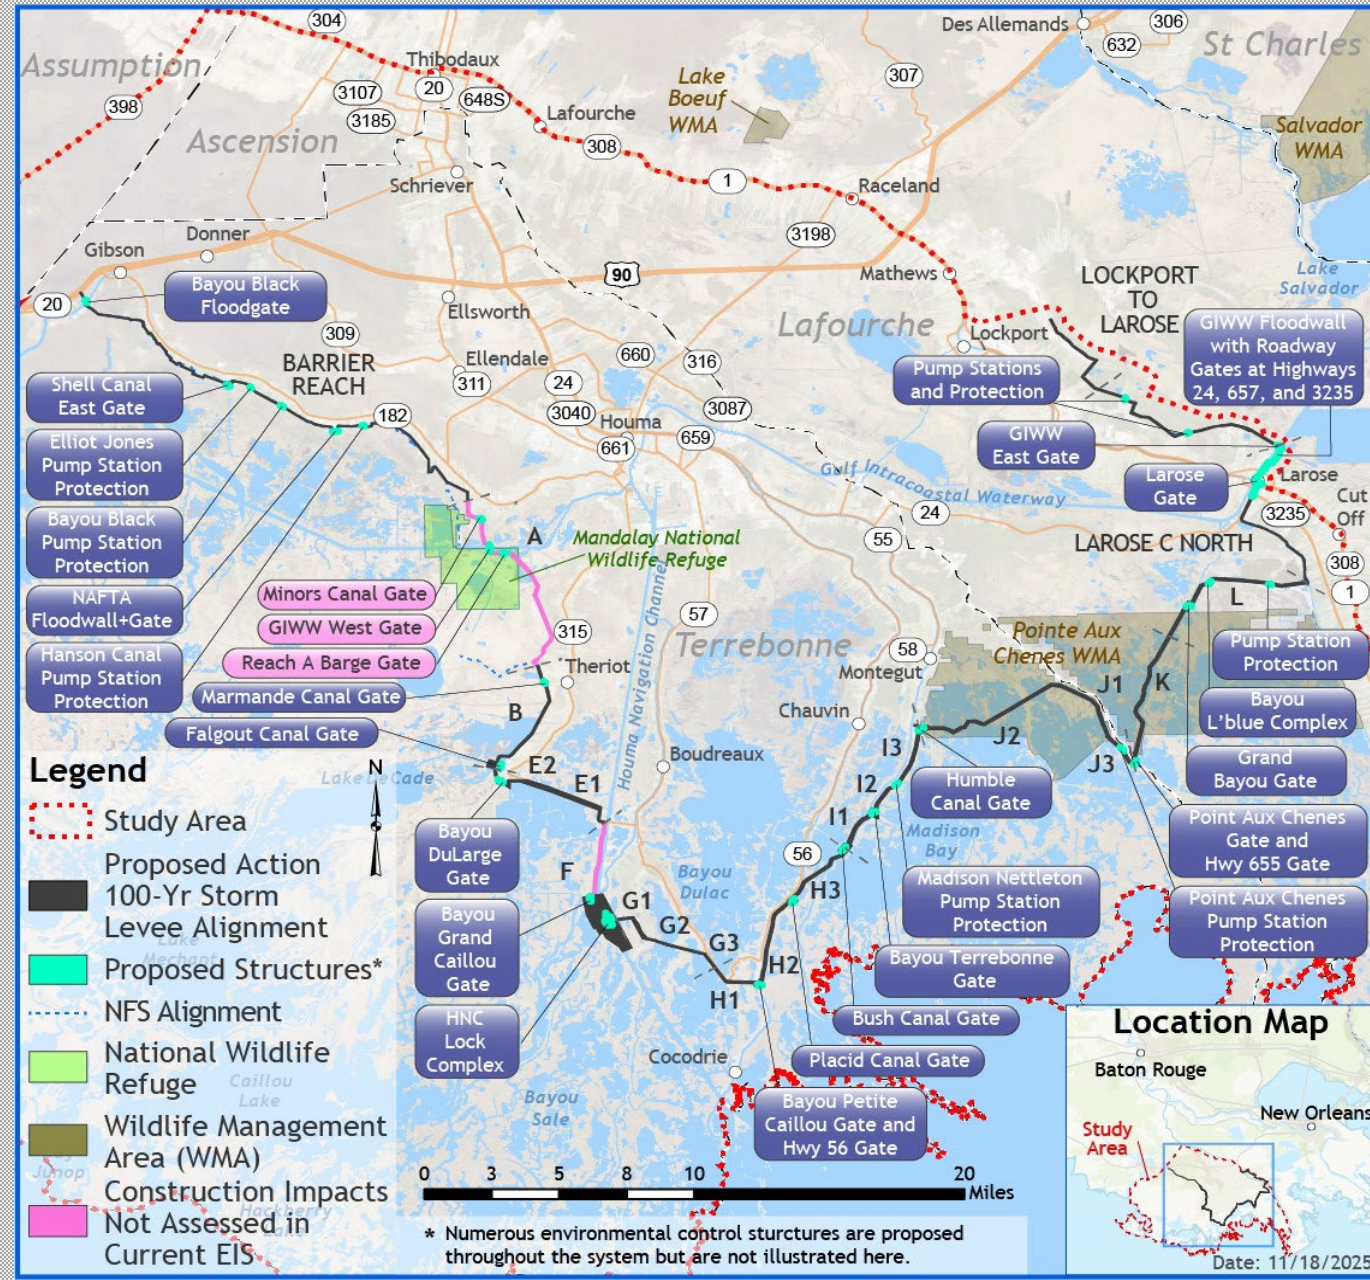 304
Des Allemands
306
632
St Charles
Assumption
Thibodaux
Lake
Boeuf
WMA
307
398
3107
20
648S
3185
Lafourche
Ascension
308
Salvador
WMA
Schriever
1
Raceland
Donner
3198
Gibson
Mathews
LOCKPORT
TO
LAROSE
Lake
Salvador
90
20
Bayou Black
Floodgate
Ellsworth
309
Lafourche
Lockport
GIWW Floodwall
with Roadway
Gates at Highways
24, 657, and 3235
BARRIER
REACH
Ellendale
660
316
311
24
Pump Stations
and Protection
Shell Canal
East Gate
182
3040
3087
Houma
659
661
GIWW
East Gate
Elliot Jones
Pump Station
Protection
Gulf Intracoastal Waterway
Larose
Gate
Larose
Cut
Off
24
3235
Bayou Black
Pump Station
Protection
A
Mandalay National
Wildlife Refuge
55
LAROSE C NORTH
308
1
NAFTA
Floodwall+Gate
Minors Canal Gate
L
GIWW West Gate
57
Hanson Canal
Pump Station
Protection
Reach A Barge Gate
315
Terrebonne
Pointe Aux
Chenes WMA
Pump Station
Protection
58
Montegut
Theriot
Marmande Canal Gate
J1
K
Bayou
L'blue Complex
B
Houma Navigation Channel
Chauvin
Falgout Canal Gate
I3
J2
Grand
Bayou Gate
Boudreaux
J3
Legend
N
Lake De Cade
E2
E1
I2
Humble
Canal Gate
Study Area
I1
Point Aux Chenes
Gate and
Hwy 655 Gate
Bayou
DuLarge
Gate
Madison
Bay
56
Proposed Action
100-Yr Storm
Levee Alignment
F
Bayou
Dulac
H3
Madison Nettleton
Pump Station
Protection
Point Aux Chenes
Pump Station
Protection
G1
Bayou
Grand
Caillou
Gate
G2
Lake
Mechant
G3
Proposed Structures*
H2
Bayou Terrebonne
Gate
H1
NFS Alignment
HNC
Lock
Complex
Bush Canal Gate
Location Map
National Wildlife
Refuge
Cocodrie
Placid Canal Gate
Baton Rouge
Caillou
Lake
Bayou
Sale
Bayou Petite
Caillou Gate and
Hwy 56 Gate
New Orleans
Wildlife Management
Area (WMA)
Study
Area
Junop
0 3 5 8 10 20
Miles
Construction Impacts
Not Assessed in
Current EIS
Hackberry
* Numerous environmental control sturctures are proposed
throughout the system but are not illustrated here.
Date: 11/18/2025